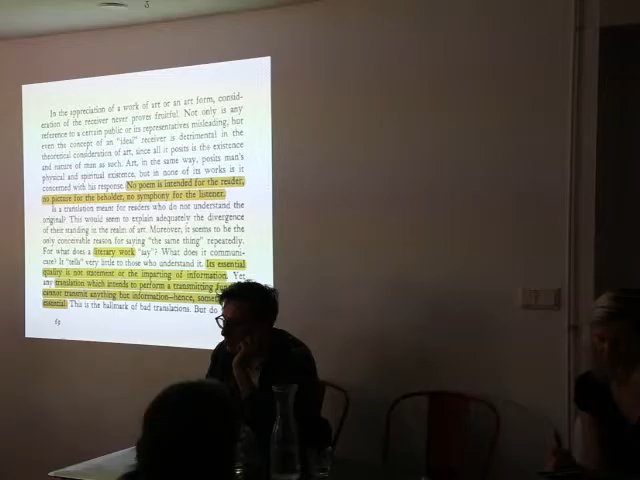 In the appreciation of a work of art or an art form, consid-
eration of the receiver never proves fruitful. Not only is any
reference to a certain public or its representatives misleading, but
even the concept of an "ideal" receiver is detrimental in the
theoretical consideration of art, since all it posits is the existence
and nature of man as such. Art, in the same way, posits man's
physical and spiritual existence, but in none of its works is it
concerned with his response. No poem is intended for the reader,
no picture for the beholder, no symphony for the listener.
Is a translation meant for readers who do not understand the
original? This would seem to explain adequately the divergence
of their standing in the realm of art. Moreover, it seems to be the
only conceivable reason for saying "the same thing" repeatedly.
For what does a literary work "say"? What does it communi-
cate? It "tells" very little to those who understand it. Its essential
quality is not statement or the imparting of information. Yet
any translation which intends to perform a transmitting
cannot transmit anything but information—hence,
essential. This is the hallmark of bad translations. But do
69